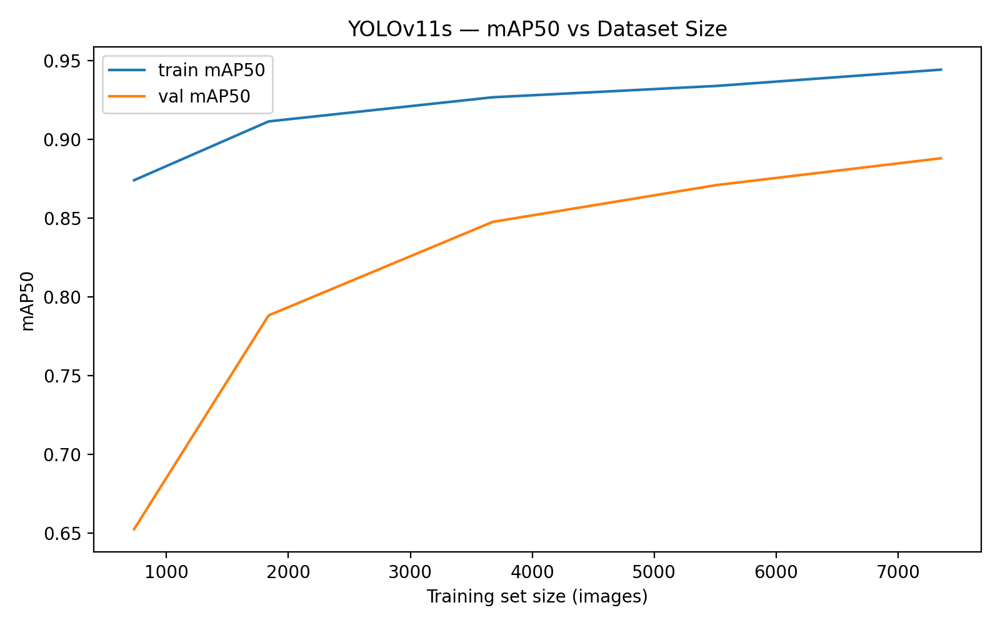 YOLOv11s — mAP50 vs Dataset Size
train mAP50
val mAP50
0.95
0.90
0.85
0.80
0.75
0.70
0.65
mAP50
1000 2000 3000 4000 5000 6000 7000
Training set size (images)